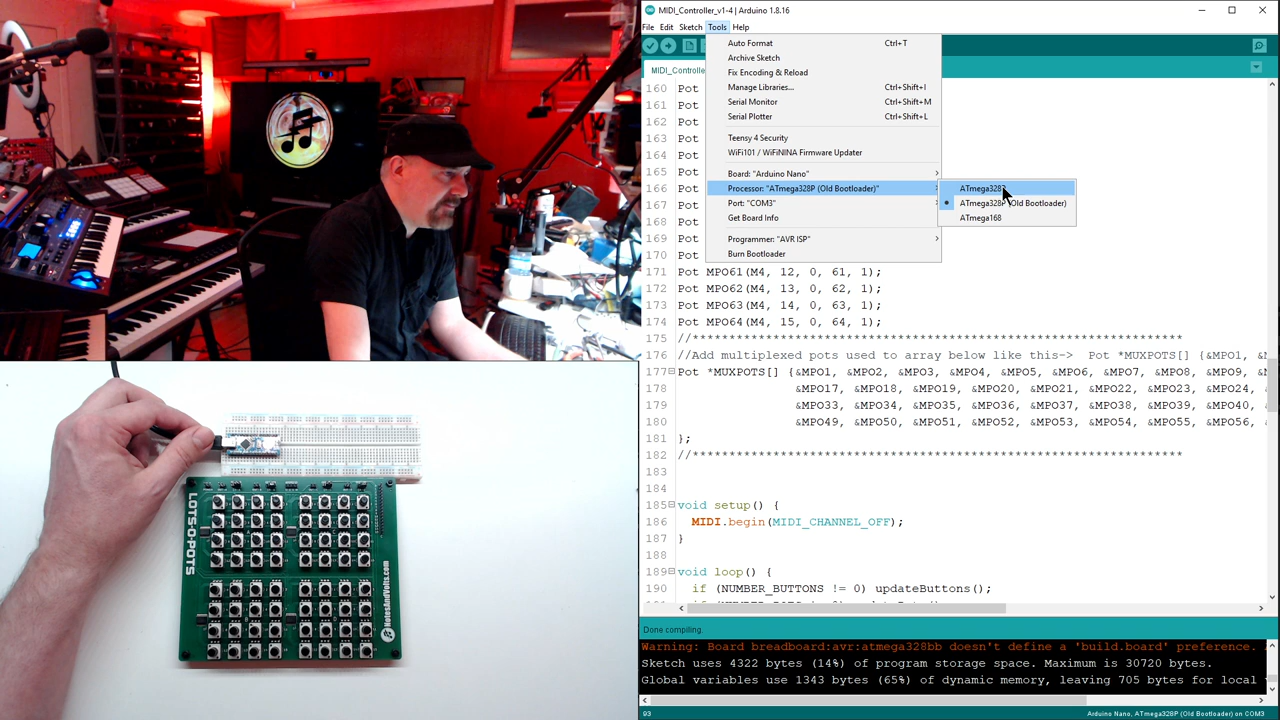 MIDI_Controller_v1-4 | Arduino 1.8.16
File Edit Sketch Tools Help
MIDI_Controlle
Auto Format Ctrl+T
Archive Sketch
Fix Encoding & Reload
Manage Libraries... Ctrl+Shift+I
Serial Monitor Ctrl+Shift+M
Serial Plotter Ctrl+Shift+L
Teensy 4 Security
WiFi101 / WiFiNINA Firmware Updater
Board: "Arduino Nano"
Processor: "ATmega328P (Old Bootloader)"
Port: "COM3"
Get Board Info
Programmer: "AVR ISP"
Burn Bootloader
ATmega328P
ATmega328P (Old Bootloader)
ATmega168
160 Pot
161 Pot
162 Pot
163 Pot
164 Pot
165 Pot
166 Pot
167 Pot
168 Pot
169 Pot
170 Pot
171 Pot MPO61(M4, 12, 0, 61, 1);
172 Pot MPO62(M4, 13, 0, 62, 1);
173 Pot MPO63(M4, 14, 0, 63, 1);
174 Pot MPO64(M4, 15, 0, 64, 1);
175 //***********************************************************************
176 //Add multiplexed pots used to array below like this-> Pot *MUXPOTS[] {&MPO1, &M
177 Pot *MUXPOTS[] {&MPO1, &MPO2, &MPO3, &MPO4, &MPO5, &MPO6, &MPO7, &MPO8, &MPO9, &M
178 &MPO17, &MPO18, &MPO19, &MPO20, &MPO21, &MPO22, &MPO23, &MPO24, &
179 &MPO33, &MPO34, &MPO35, &MPO36, &MPO37, &MPO38, &MPO39, &MPO40, &
180 &MPO49, &MPO50, &MPO51, &MPO52, &MPO53, &MPO54, &MPO55, &MPO56, &
181 };
182 //***********************************************************************
183
184
185 void setup() {
186 MIDI.begin(MIDI_CHANNEL_OFF);
187 }
188
189 void loop() {
190 if (NUMBER_BUTTONS != 0) updateButtons();
Done compiling.
Warning: Board breadboard:avr:atmega328bb doesn't define a 'build.board' preference.
Sketch uses 4322 bytes (14%) of program storage space. Maximum is 30720 bytes.
Global variables use 1343 bytes (65%) of dynamic memory, leaving 705 bytes for local
93 Arduino Nano, ATmega328P (Old Bootloader) on COM3
LOTS-O-POTS
NotesAndVolts.com